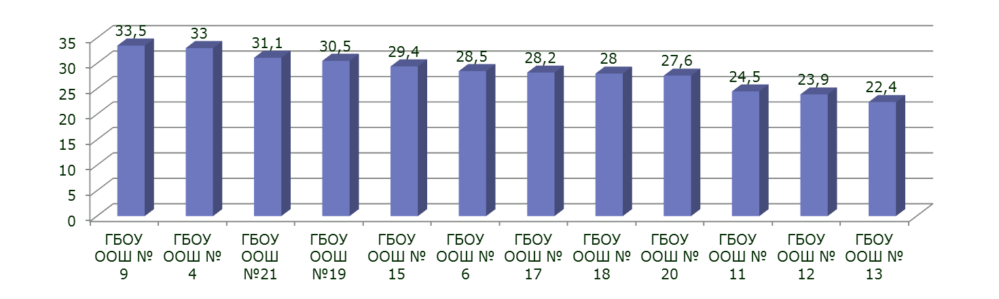 33,5
33
31,1
30,5
29,4
28,5
28,2
28
27,6
24,5
23,9
22,4
35
30
25
20
15
10
5
0
ГБОУ
ООШ №
9
ГБОУ
ООШ №
4
ГБОУ
ООШ
№21
ГБОУ
ООШ
№19
ГБОУ
ООШ №
15
ГБОУ
ООШ №
6
ГБОУ
ООШ №
17
ГБОУ
ООШ №
18
ГБОУ
ООШ №
20
ГБОУ
ООШ №
11
ГБОУ
ООШ №
12
ГБОУ
ООШ №
13